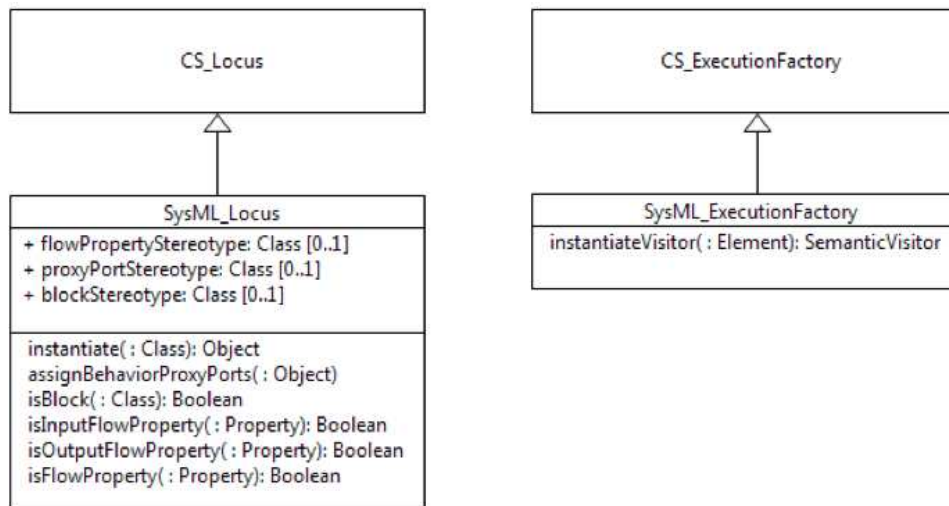 CS_Locus
SysML_Locus
+ flowPropertyStereotype: Class [0..1]
+ proxyPortStereotype: Class [0..1]
+ blockStereotype: Class [0..1]
instantiate( : Class): Object
assignBehaviorProxyPorts( : Object)
isBlock( : Class): Boolean
isInputFlowProperty( : Property): Boolean
isOutputFlowProperty( : Property): Boolean
isFlowProperty( : Property): Boolean
CS_ExecutionFactory
SysML_ExecutionFactory
instantiateVisitor( : Element): SemanticVisitor